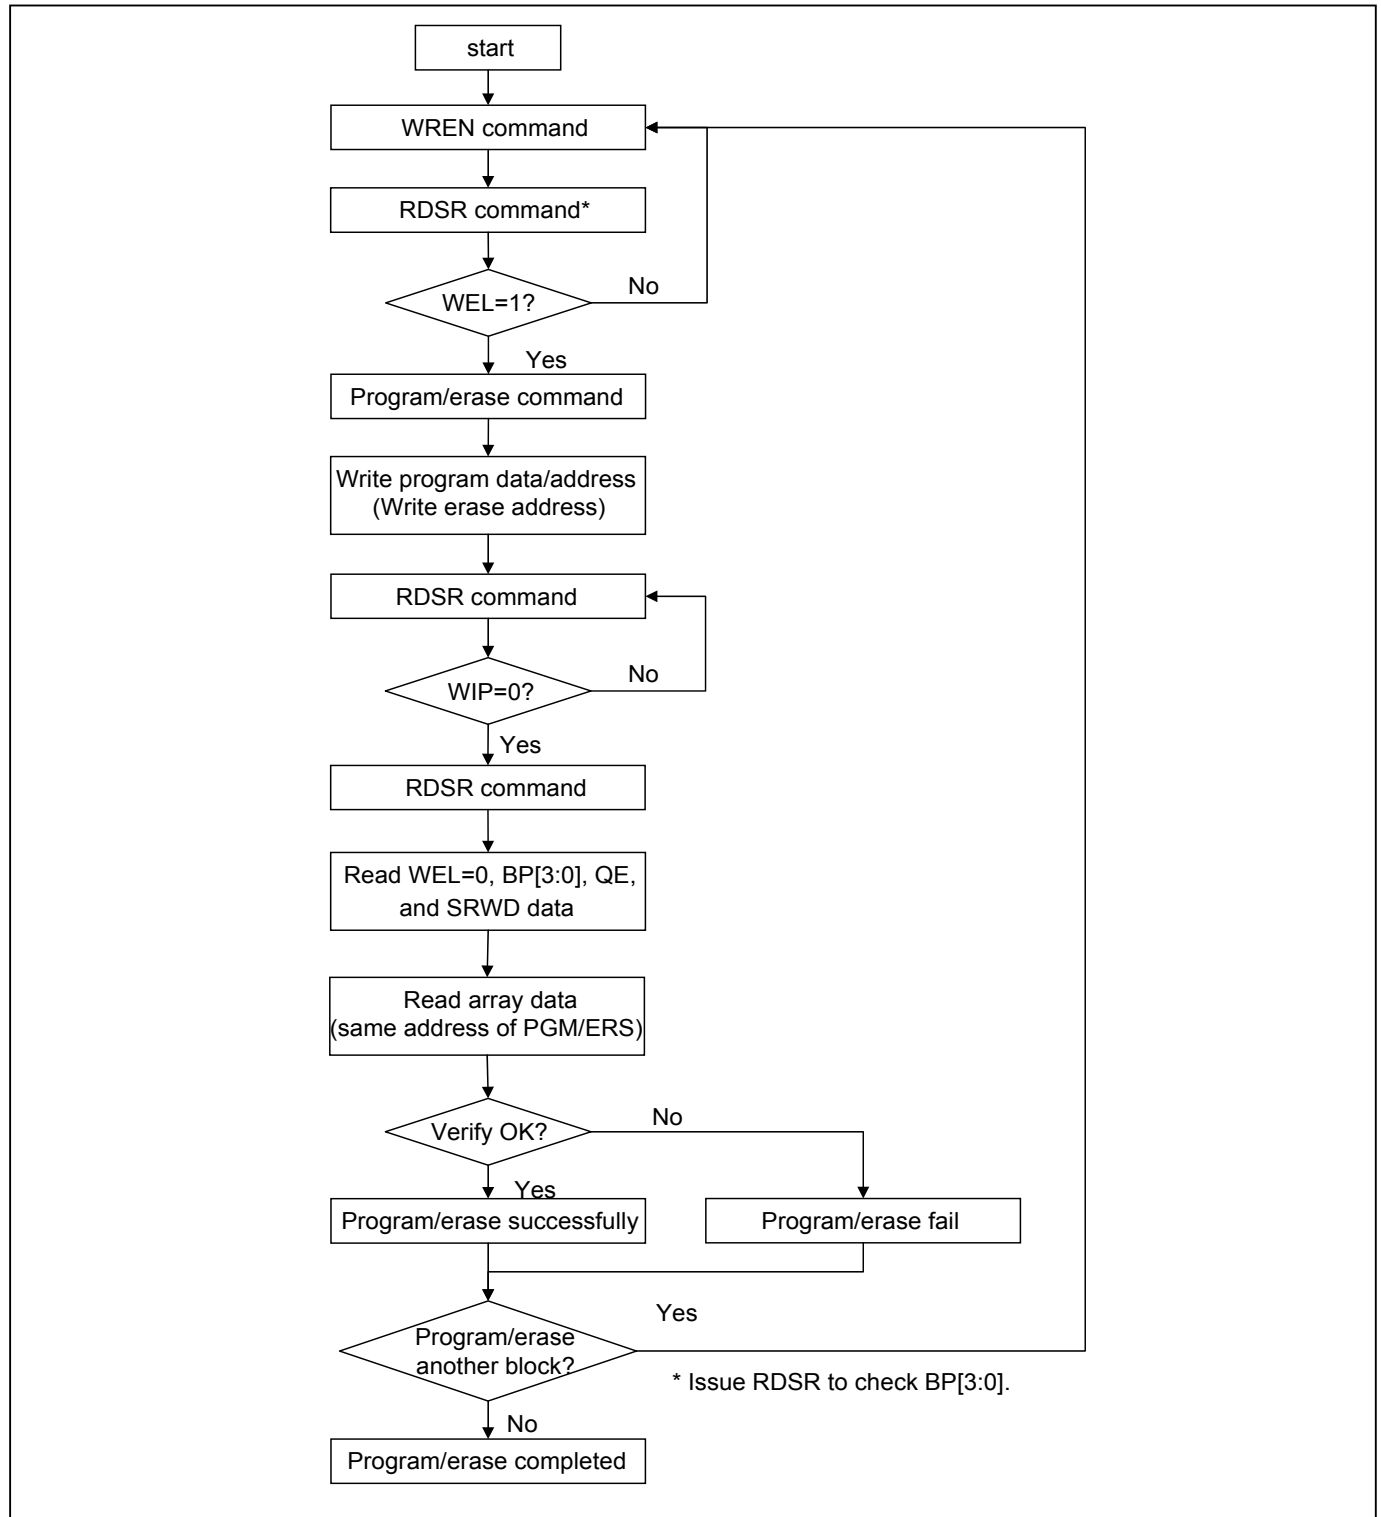 start
WREN command
RDSR command*
WEL=1?
No
Yes
Program/erase command
Write program data/address
(Write erase address)
RDSR command
WIP=0?
No
Yes
RDSR command
Read WEL=0, BP[3:0], QE,
and SRWD data
Read array data
(same address of PGM/ERS)
Verify OK?
No
Yes
Program/erase successfully
Program/erase fail
Program/erase
another block?
Yes
* Issue RDSR to check BP[3:0].
No
Program/erase completed